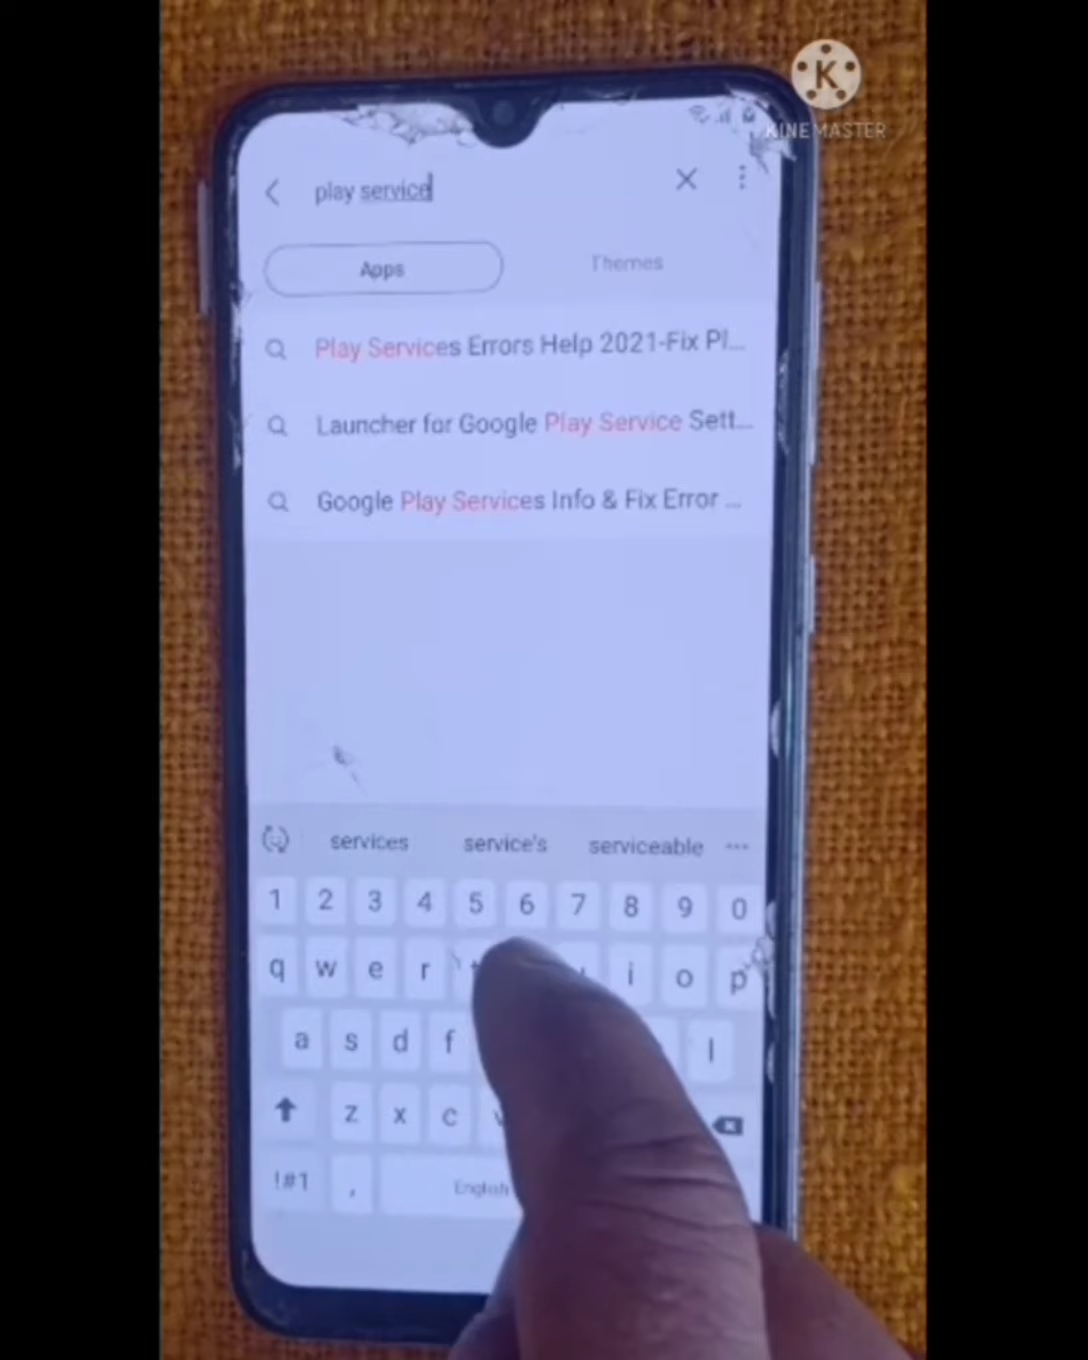 K
KINEMASTER
play service
Apps Themes
Play Services Errors Help 2021-Fix Pl...
Launcher for Google Play Service Sett...
Google Play Services Info & Fix Error ...
services service's serviceable ...
1 2 3 4 5 6 7 8 9 0
q w e r t i o p
a s d f l
z x c v
!#1 , English